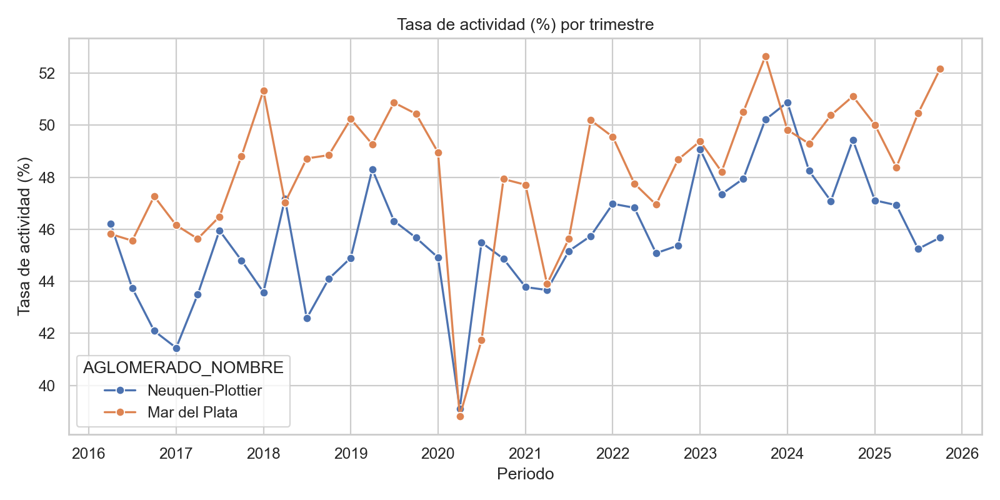 Tasa de actividad (%) por trimestre
Tasa de actividad (%)
52
50
48
46
44
42
40
AGLOMERADO_NOMBRE
Neuquen-Plottier
Mar del Plata
2016 2017 2018 2019 2020 2021 2022 2023 2024 2025 2026
Periodo